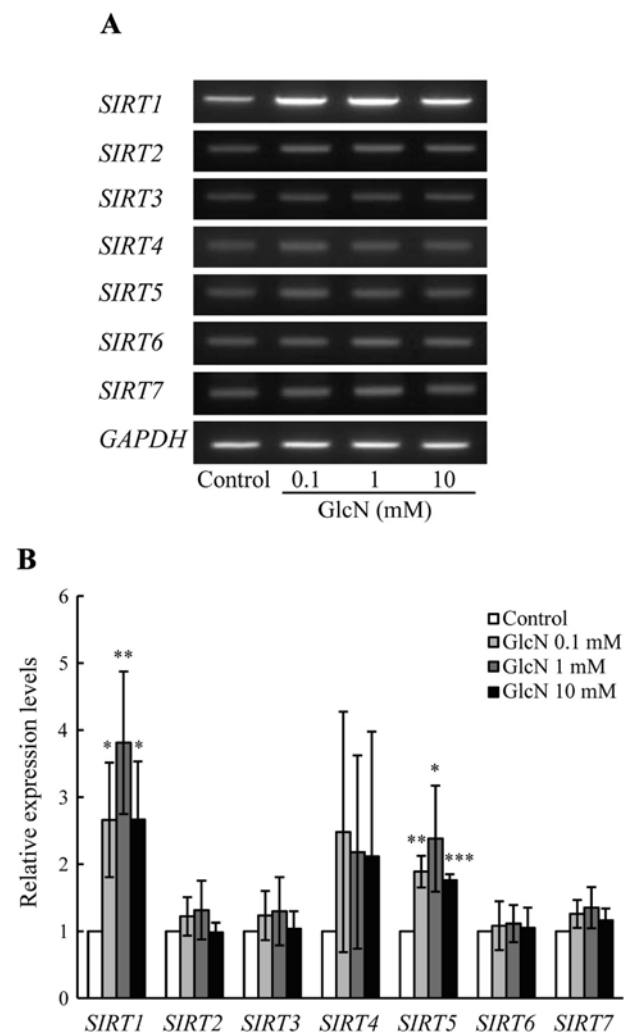 A
SIRT1
SIRT2
SIRT3
SIRT4
SIRT5
SIRT6
SIRT7
GAPDH
Control 0.1 1 10
GlcN (mM)
B
6
5
4
3
2
1
0
Relative expression levels
Control
GlcN 0.1 mM
GlcN 1 mM
GlcN 10 mM
* ** *
** * ***
SIRT1 SIRT2 SIRT3 SIRT4 SIRT5 SIRT6 SIRT7